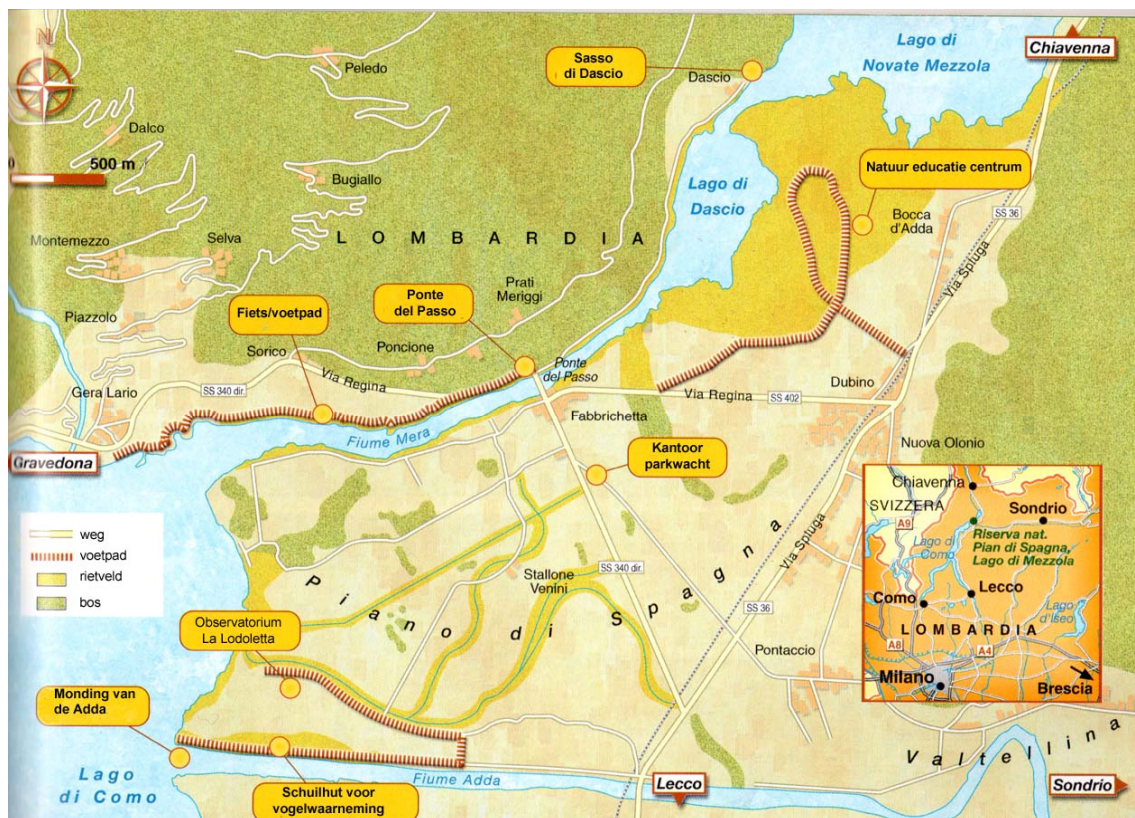 N
Lago di
Novate Mezzola
Chiavenna
Sasso
di Dascio
Dascio
Peledo
Dalco
0
500 m
Bugiallo
Lago di
Dascio
Natuur educatie centrum
Bocca
d'Adda
SS 36
Via Spluga
Montemezzo
Selva
LOMBARDIA
Prati
Meriggi
Ponte
del Passo
Fiets/voetpad
Piazzolo
Sorico
Poncione
Via Regina
Ponte
del Passo
Gera Lario
SS 340 dir.
Dubino
Via Regina
SS 402
Fabbrichetta
Fiume Mera
Gravedona
Kantoor
parkwacht
Nuova Olonio
weg
voetpad
rietveld
bos
Piano di Spagna
Via Spluga
SS 340 dir.
Stallone
Venini
SS 36
Observatorium
La Lodoletta
Pontaccio
Monding van
de Adda
Lago
di Como
Schuilhut voor
vogelwaarneming
Fiume Adda
Lecco
Valtellina
Sondrio
Chiavenna
SVIZZERA
Sondrio
A9
Lago di
Como
Riserva nat.
Pian di Spagna,
Lago di Mezzola
Lecco
Como
Lago
d'Iseo
LOMBARDIA
A8
A4
Milano
Brescia